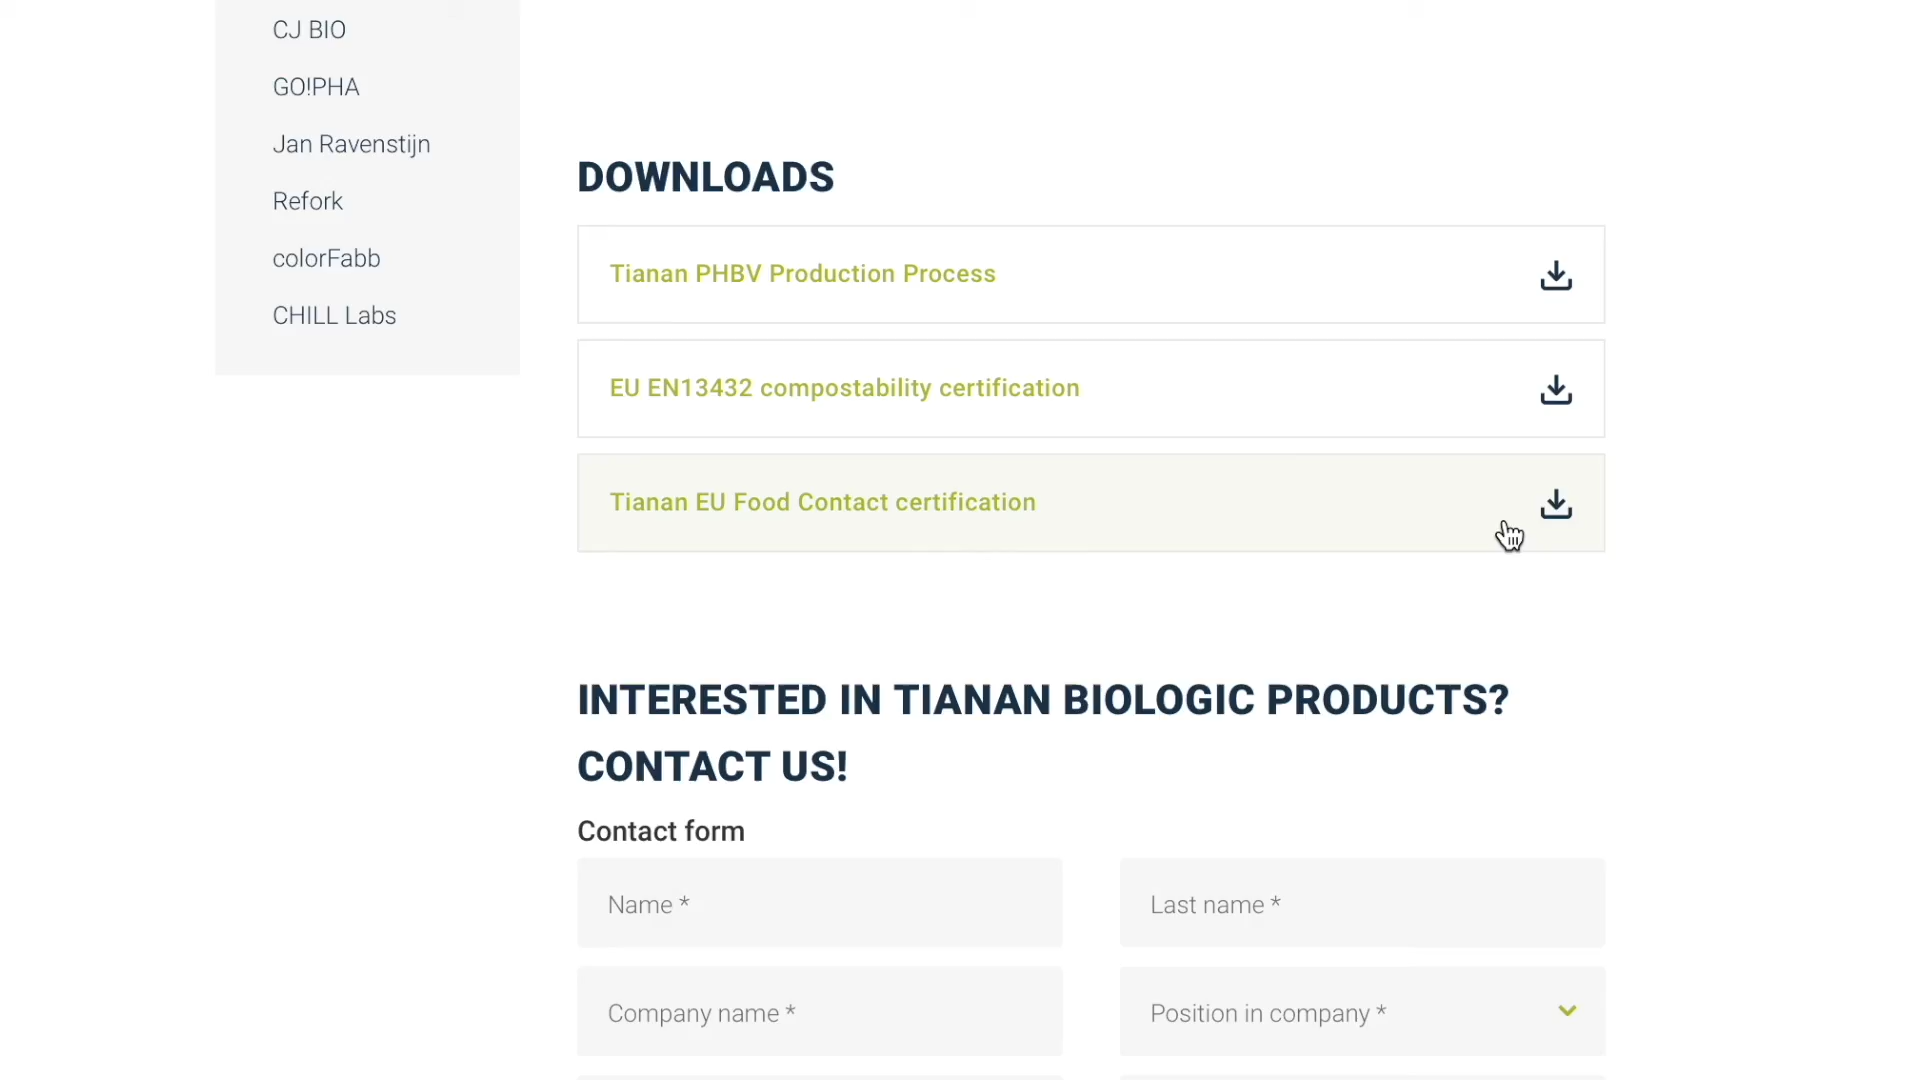 CJ BIO
GO!PHA
Jan Ravenstijn
Refork
colorFabb
CHILL Labs
DOWNLOADS
Tianan PHBV Production Process
EU EN13432 compostability certification
Tianan EU Food Contact certification
INTERESTED IN TIANAN BIOLOGIC PRODUCTS?
CONTACT US!
Contact form
Name *
Last name *
Company name *
Position in company *